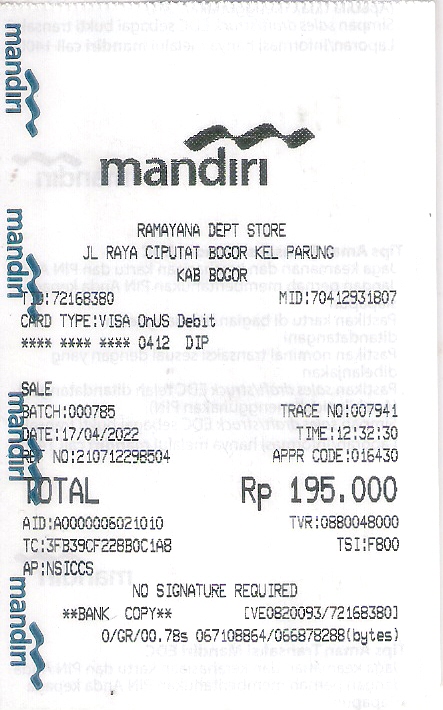 mandiri
mandiri
mandiri
mandiri
mandiri
RAMAYANA DEPT STORE
JL RAYA CIPUTAT BOGOR KEL PARUNG
KAB BOGOR
TID:72168380 MID:70412931807
CARD TYPE:VISA OnUS Debit
**** **** **** 0412 DIP
SALE
BATCH:000785 TRACE NO:007941
DATE:17/04/2022 TIME:12:32:30
REF NO:210712298504 APPR CODE:016430
TOTAL Rp 195.000
AID:A0000006021010 TVR:0880048000
TC:3FB39CF228B0C1A8 TSI:F800
AP:NSICCS
NO SIGNATURE REQUIRED
**BANK COPY** [VE0820093/72168380]
0/GR/00.78s 067108864/066878288(bytes)